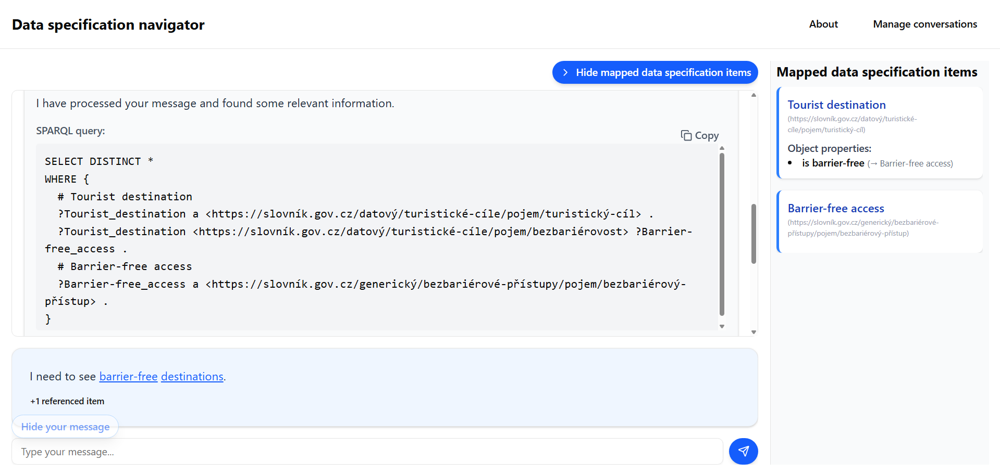 Data specification navigator
About
Manage conversations
Hide mapped data specification items
I have processed your message and found some relevant information.
SPARQL query:
Copy
SELECT DISTINCT *
WHERE {
  # Tourist destination
  ?Tourist_destination a <https://slovník.gov.cz/datový/turistické-cíle/pojem/turistický-cíl> .
  ?Tourist_destination <https://slovník.gov.cz/datový/turistické-cíle/pojem/bezbariérovost> ?Barrier-
free_access .
  # Barrier-free access
  ?Barrier-free_access a <https://slovník.gov.cz/generický/bezbariérové-přístupy/pojem/bezbariérový-
přístup> .
}
I need to see barrier-free destinations.
+1 referenced item
Hide your message
Type your message...
Mapped data specification items
Tourist destination
(https://slovník.gov.cz/datový/turistické-
cíle/pojem/turistický-cíl)
Object properties:
• is barrier-free (→ Barrier-free access)
Barrier-free access
(https://slovník.gov.cz/generický/bezbariérové-
přístupy/pojem/bezbariérový-přístup)